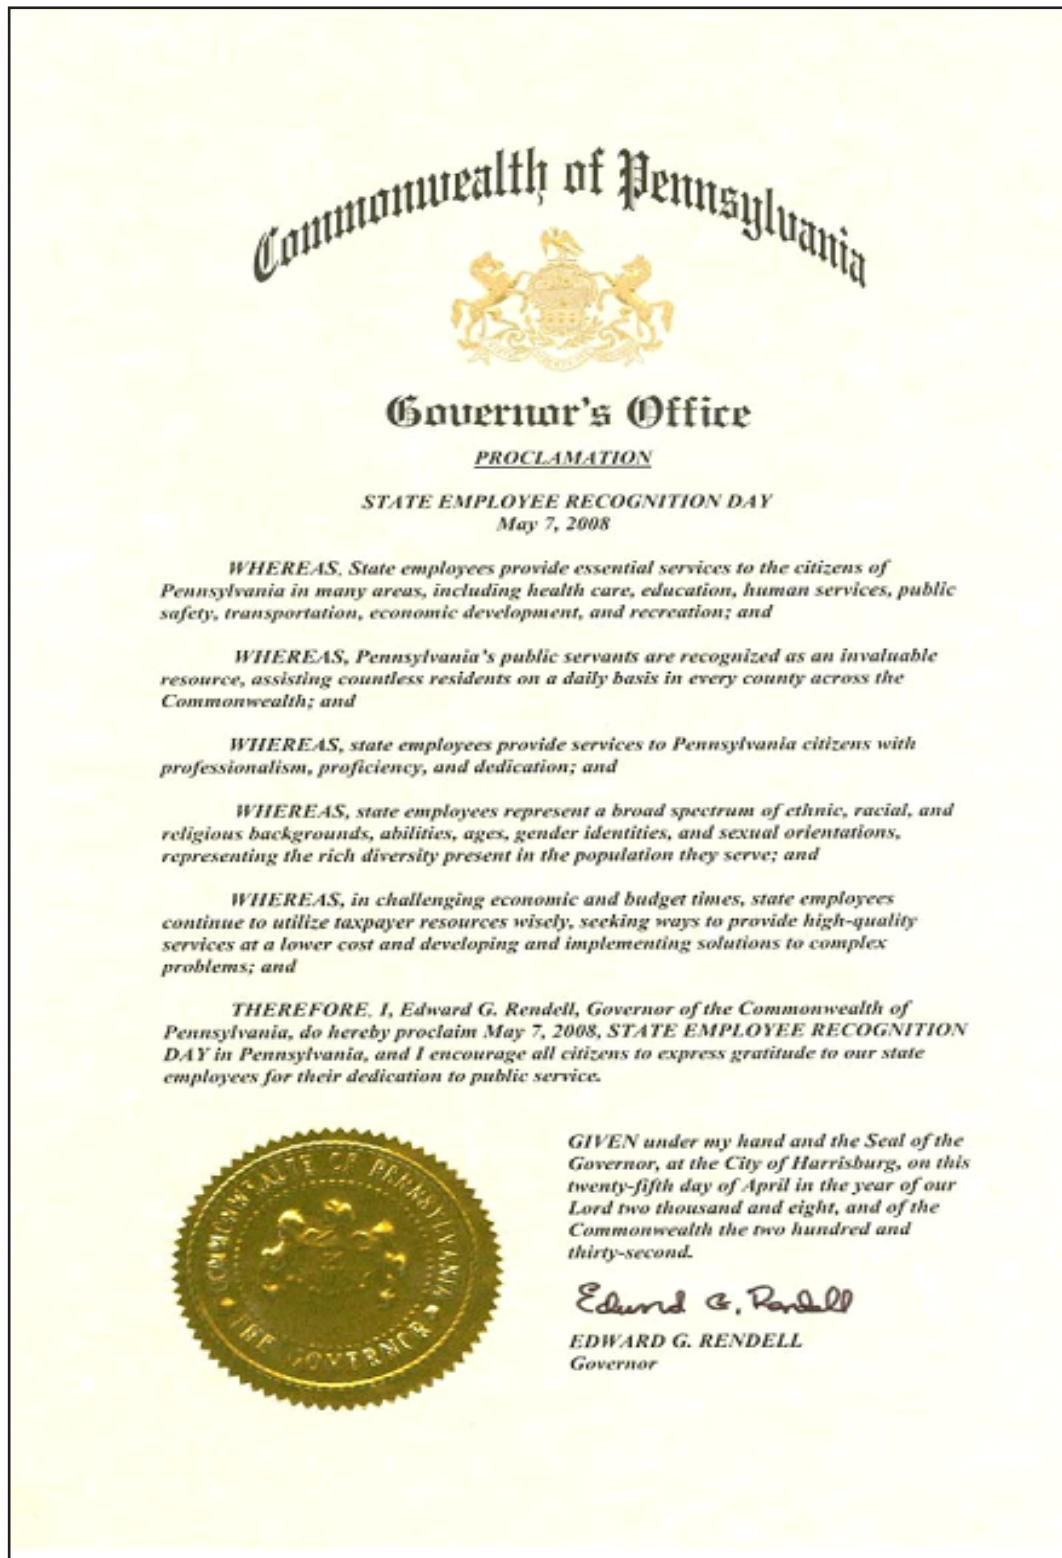 Commonwealth of Pennsylvania
Governor's Office
PROCLAMATION
STATE EMPLOYEE RECOGNITION DAY
May 7, 2008
WHEREAS, State employees provide essential services to the citizens of
Pennsylvania in many areas, including health care, education, human services, public
safety, transportation, economic development, and recreation; and
WHEREAS, Pennsylvania's public servants are recognized as an invaluable
resource, assisting countless residents on a daily basis in every county across the
Commonwealth; and
WHEREAS, state employees provide services to Pennsylvania citizens with
professionalism, proficiency, and dedication; and
WHEREAS, state employees represent a broad spectrum of ethnic, racial, and
religious backgrounds, abilities, ages, gender identities, and sexual orientations,
representing the rich diversity present in the population they serve; and
WHEREAS, in challenging economic and budget times, state employees
continue to utilize taxpayer resources wisely, seeking ways to provide high-quality
services at a lower cost and developing and implementing solutions to complex
problems; and
THEREFORE, I, Edward G. Rendell, Governor of the Commonwealth of
Pennsylvania, do hereby proclaim May 7, 2008, STATE EMPLOYEE RECOGNITION
DAY in Pennsylvania, and I encourage all citizens to express gratitude to our state
employees for their dedication to public service.
GIVEN under my hand and the Seal of the
Governor, at the City of Harrisburg, on this
twenty-fifth day of April in the year of our
Lord two thousand and eight, and of the
Commonwealth the two hundred and
thirty-second.
Edward G. Rendell
EDWARD G. RENDELL
Governor
COMMONWEALTH OF PENNSYLVANIA
THE GOVERNOR